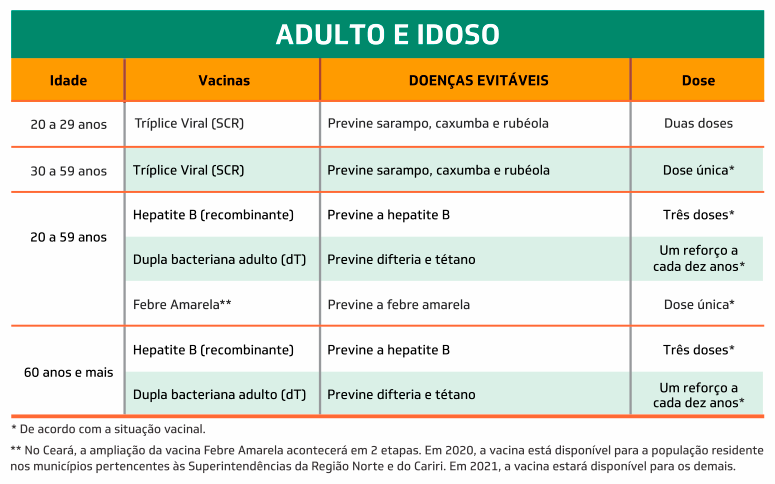 ADULTO E IDOSO
Idade Vacinas DOENÇAS EVITÁVEIS Dose
20 a 29 anos Tríplice Viral (SCR) Previne sarampo, caxumba e rubéola Duas doses
30 a 59 anos Tríplice Viral (SCR) Previne sarampo, caxumba e rubéola Dose única*
20 a 59 anos
Hepatite B (recombinante) Previne a hepatite B Três doses*
Dupla bacteriana adulto (dT) Previne difteria e tétano Um reforço a
cada dez anos*
Febre Amarela** Previne a febre amarela Dose única*
60 anos e mais
Hepatite B (recombinante) Previne a hepatite B Três doses*
Dupla bacteriana adulto (dT) Previne difteria e tétano Um reforço a
cada dez anos*
* De acordo com a situação vacinal.
** No Ceará, a ampliação da vacina Febre Amarela acontecerá em 2 etapas. Em 2020, a vacina está disponível para a população residente
nos municípios pertencentes às Superintendências da Região Norte e do Cariri. Em 2021, a vacina estará disponível para os demais.